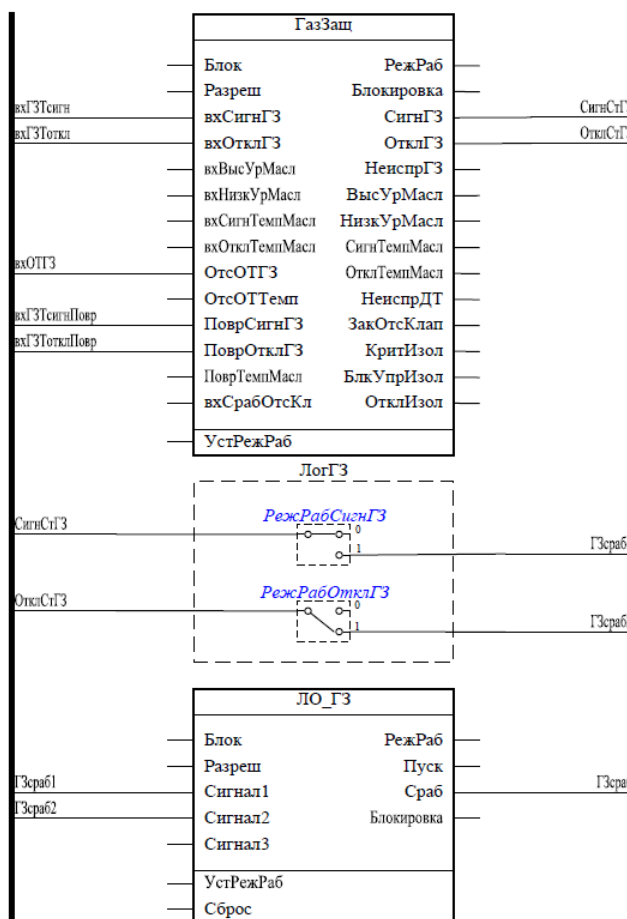 ГазЗащ
Блок РежРаб
Разреш Блокировка
вхГЗТсигн вхСигнГЗ СигнГЗ СигнСтГЗ
вхГЗТоткл вхОтклГЗ ОтклГЗ ОтклСтГЗ
вхВысУрМасл НеиспрГЗ
вхНизкУрМасл ВысУрМасл
вхСигнТемпМасл НизкУрМасл
вхОтклТемпМасл СигнТемпМасл
вхОТГЗ ОтсОТГЗ ОтклТемпМасл
ОтсОТТемп НеиспрДТ
вхГЗТсигнПовр ПоврСигнГЗ ЗакОтсКлап
вхГЗТотклПовр ПоврОтклГЗ КритИзол
ПоврТемпМасл БлкУпрИзол
вхСрабОтсКл ОтклИзол
УстРежРаб
ЛогГЗ
РежРабСигнГЗ
СигнСтГЗ 0
1 ГЗсраб
РежРабОтклГЗ
ОтклСтГЗ 0
1 ГЗсраб
ЛО_ГЗ
Блок РежРаб
Разреш Пуск
ГЗсраб1 Сигнал1 Сраб ГЗсра
ГЗсраб2 Сигнал2 Блокировка
Сигнал3
УстРежРаб
Сброс